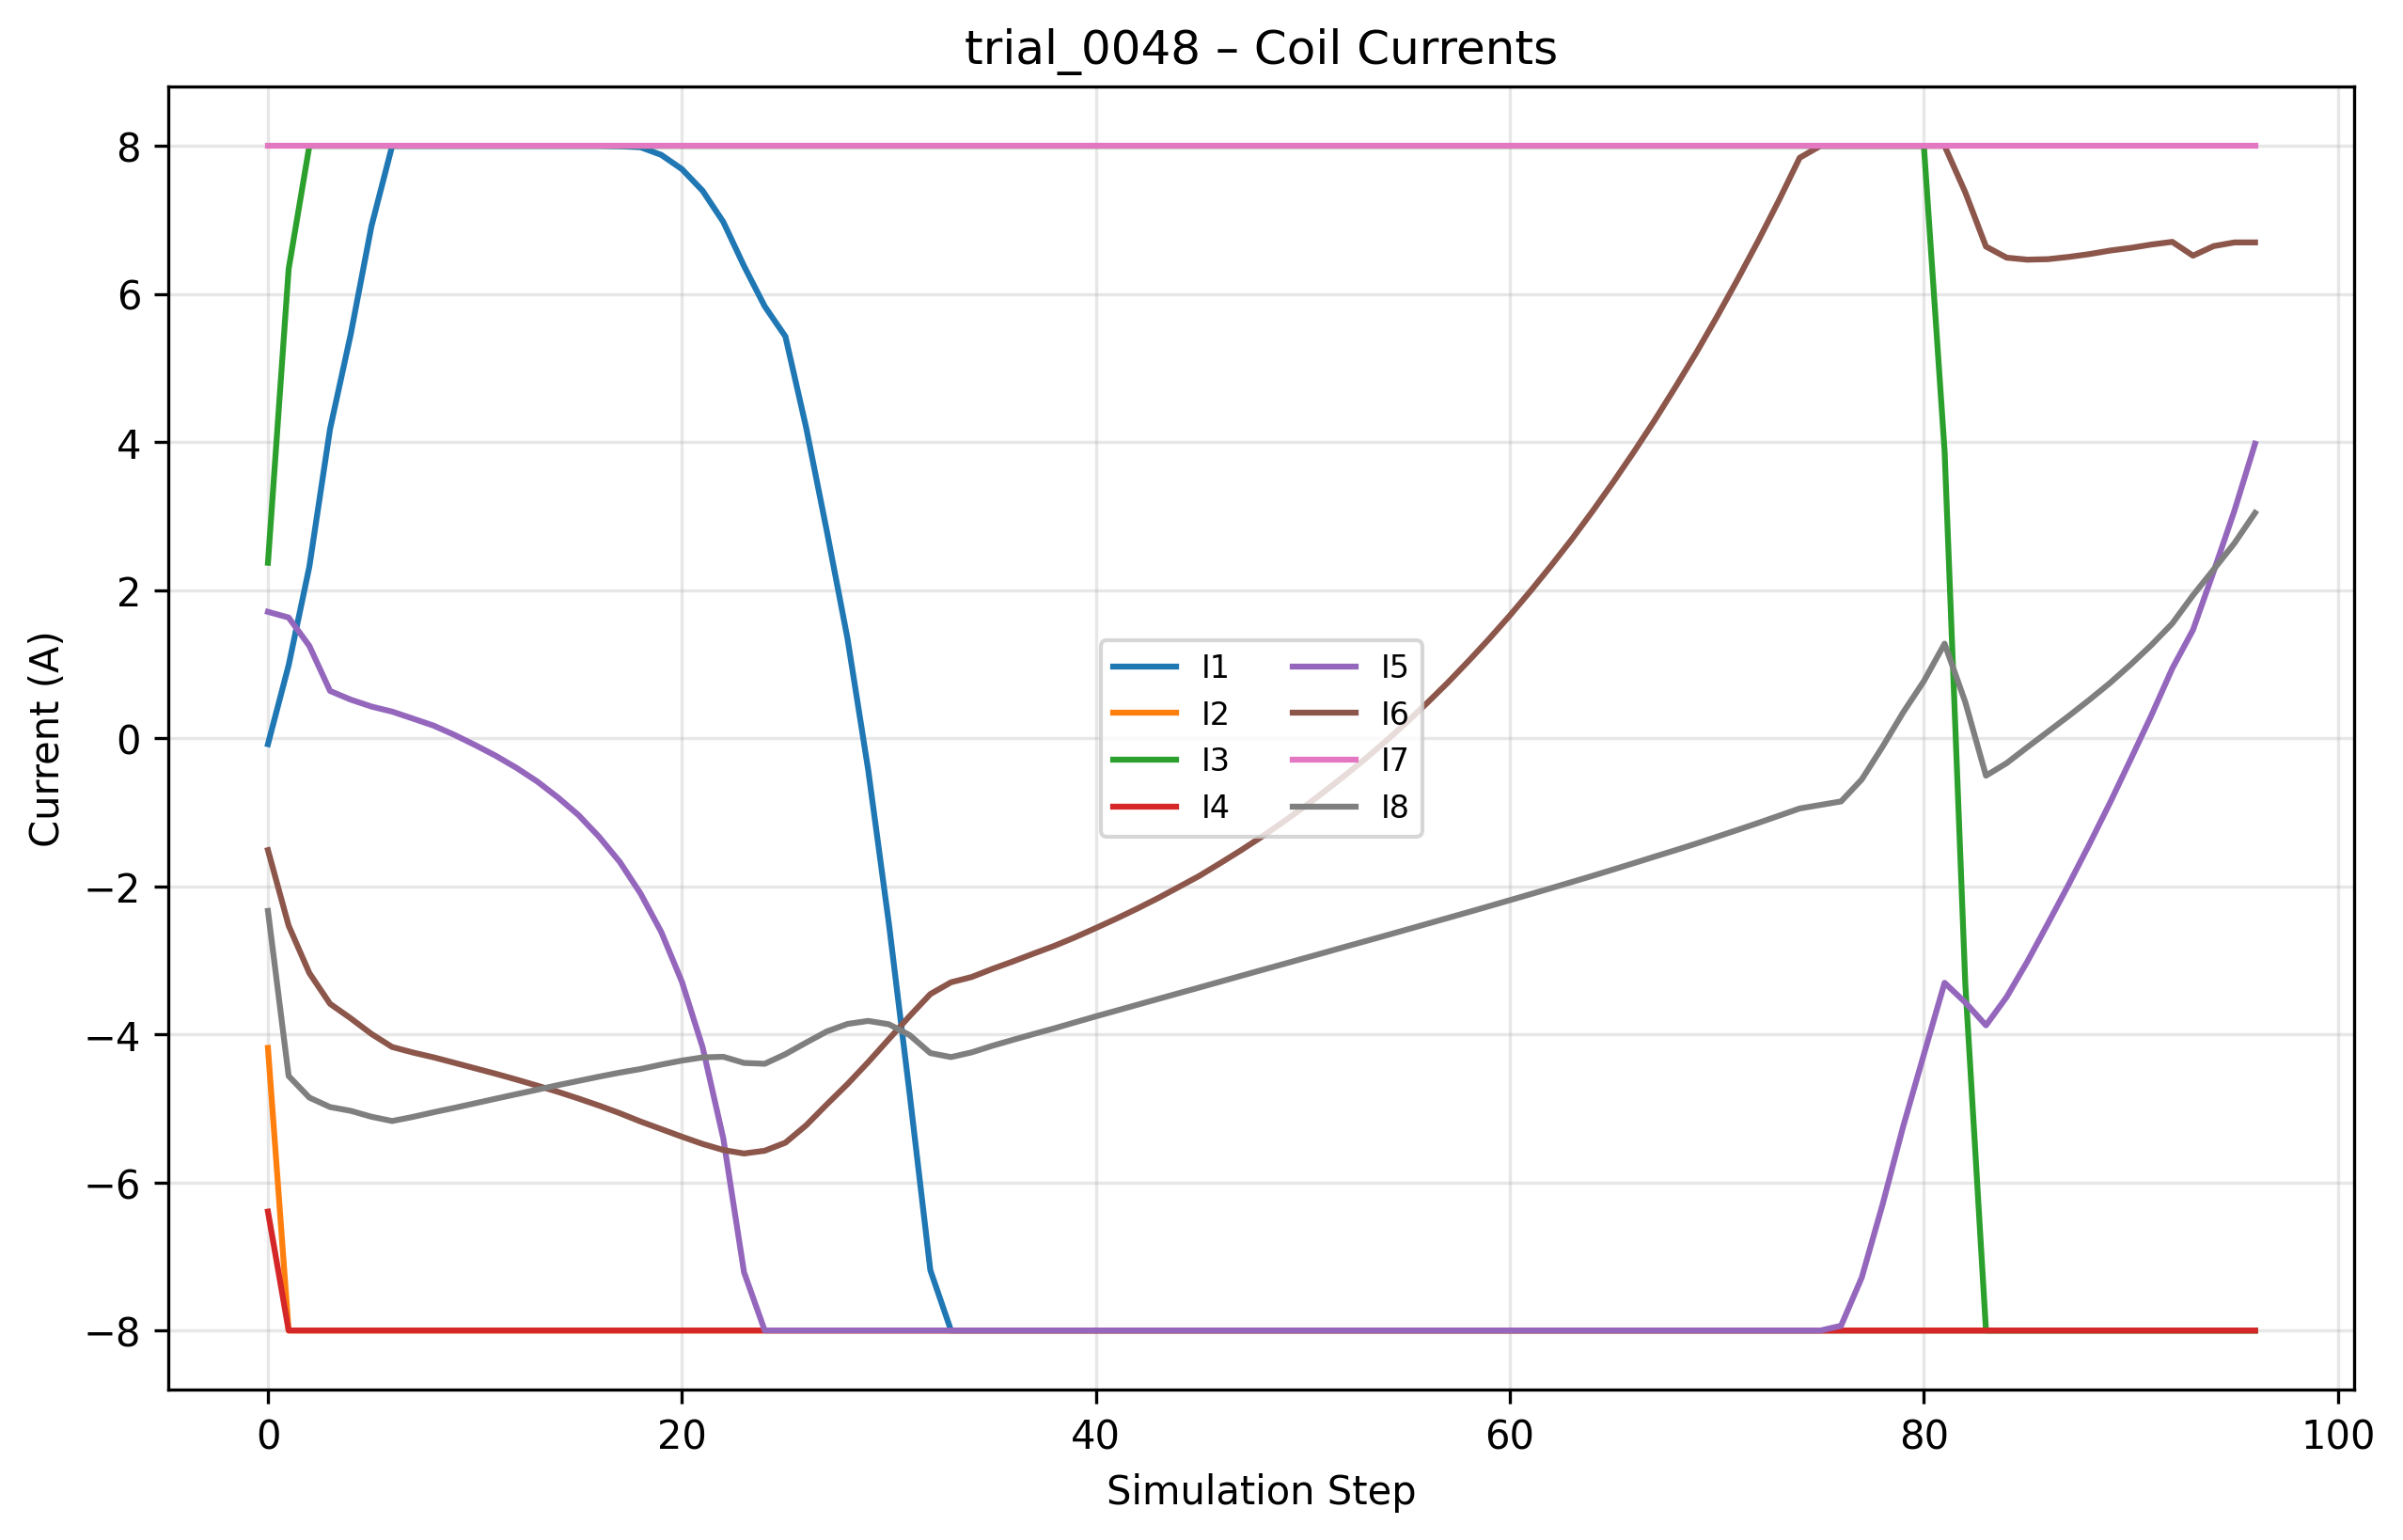 trial_0048 – Coil Currents
Current (A)
8
6
4
2
0
−2
−4
−6
−8
I1 I5
I2 I6
I3 I7
I4 I8
0 20 40 60 80 100
Simulation Step